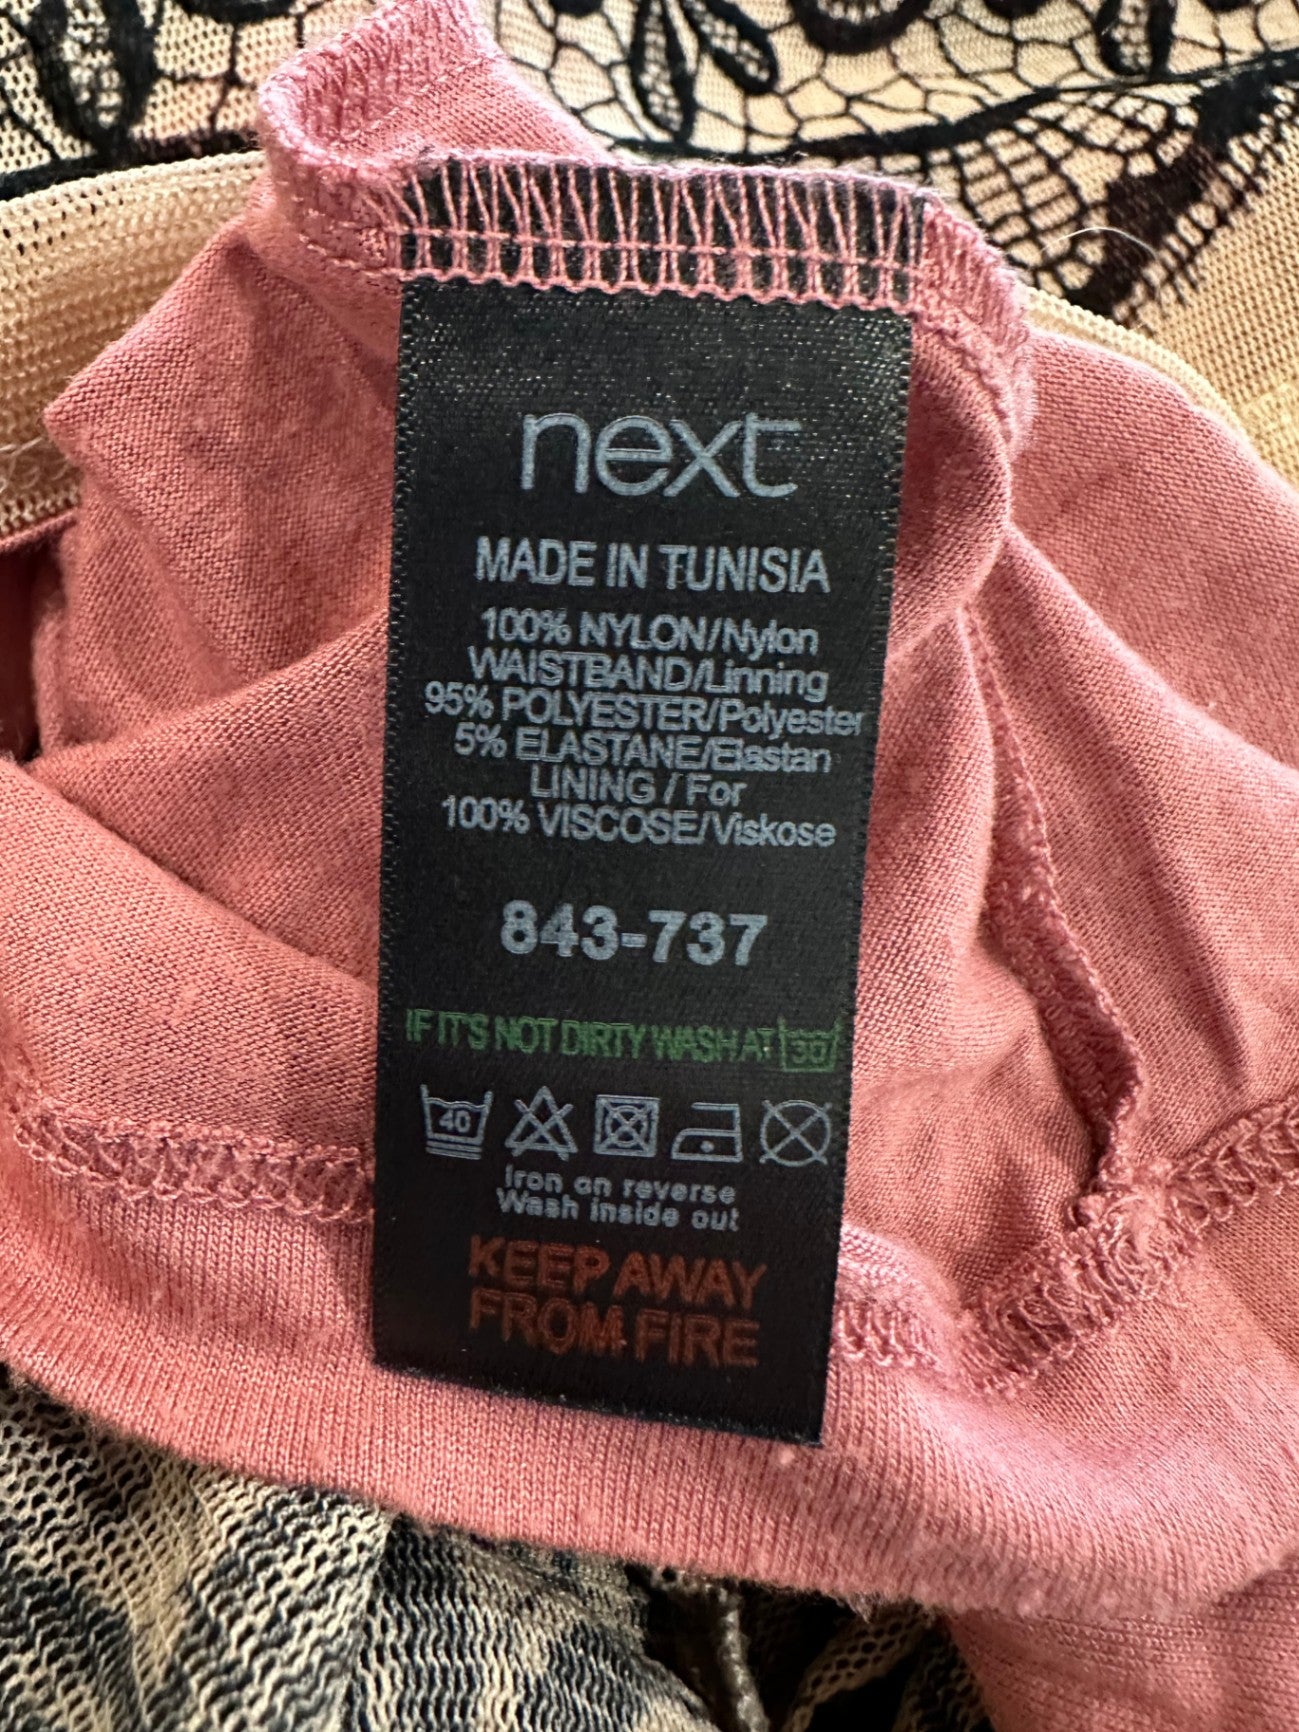 next
MADE IN TUNISIA
100% NYLON/Nylon
WAISTBAND/Linning
95% POLYESTER/Polyester
5% ELASTANE/Elastan
LINING / For
100% VISCOSE/Viskose
843-737
IF IT'S NOT DIRTY WASH AT 30
40
Iron on reverse
Wash inside out
KEEP AWAY
FROM FIRE